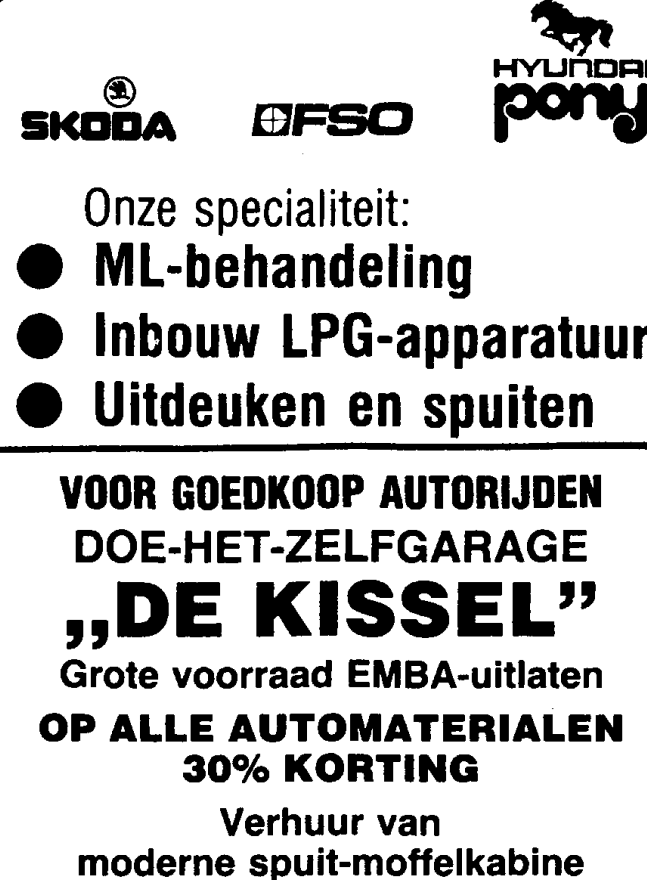 SKODA FSO HYUNDAI
pony
Onze specialiteit:
● ML-behandeling
● Inbouw LPG-apparatuur
● Uitdeuken en spuiten
VOOR GOEDKOOP AUTORIJDEN
DOE-HET-ZELFGARAGE
„DE KISSEL”
Grote voorraad EMBA-uitlaten
OP ALLE AUTOMATERIALEN
30% KORTING
Verhuur van
moderne spuit-moffelkabine